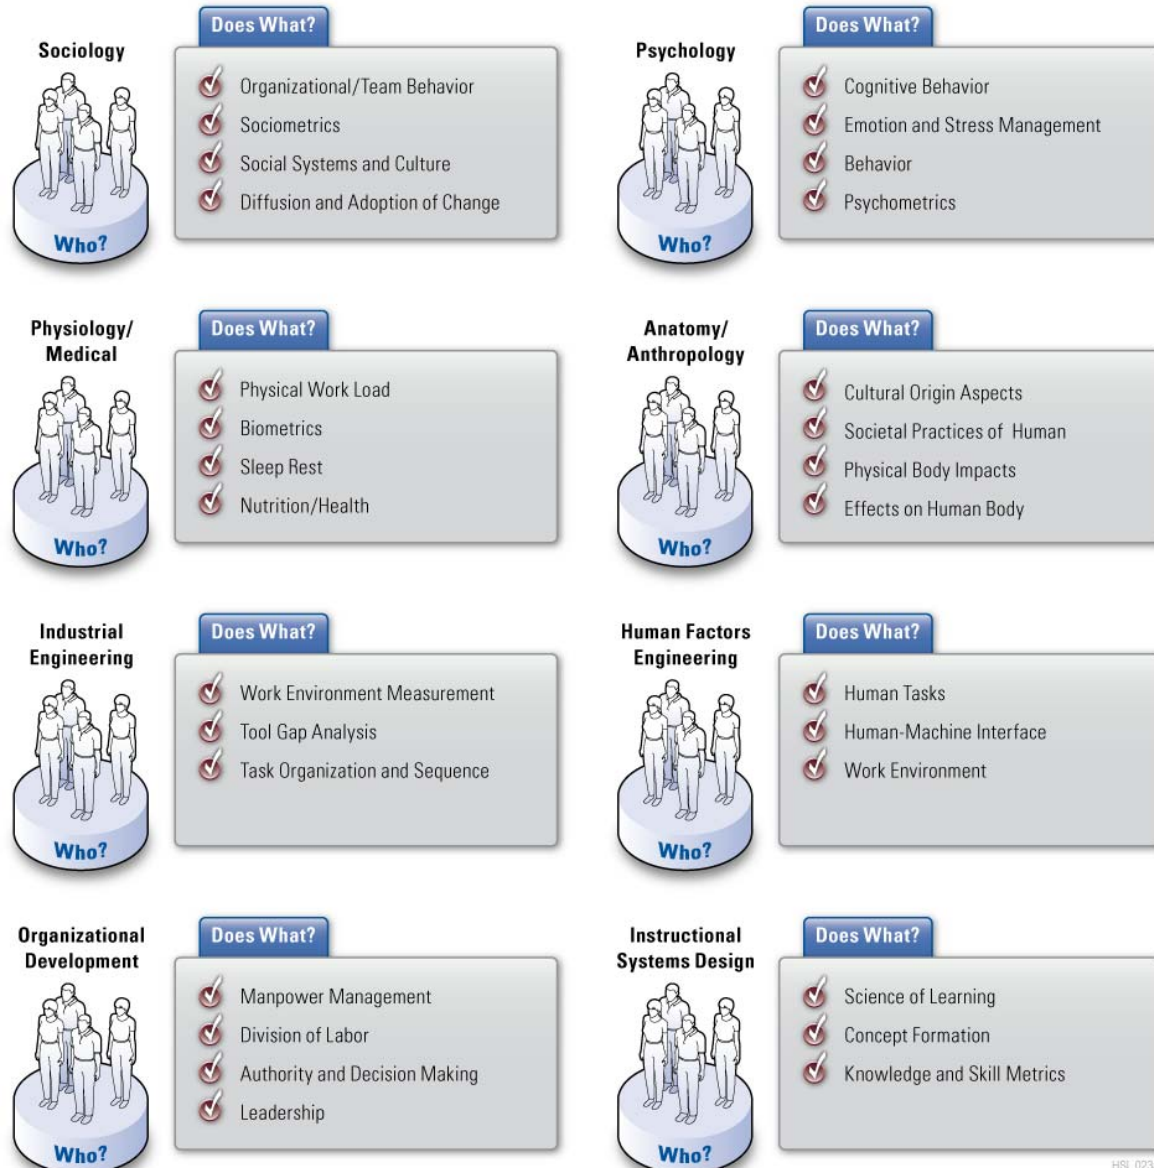 Sociology
Does What?
Organizational/Team Behavior
Sociometrics
Social Systems and Culture
Diffusion and Adoption of Change
Who?
Psychology
Does What?
Cognitive Behavior
Emotion and Stress Management
Behavior
Psychometrics
Who?
Physiology/
Medical
Does What?
Physical Work Load
Biometrics
Sleep Rest
Nutrition/Health
Who?
Anatomy/
Anthropology
Does What?
Cultural Origin Aspects
Societal Practices of Human
Physical Body Impacts
Effects on Human Body
Who?
Industrial
Engineering
Does What?
Work Environment Measurement
Tool Gap Analysis
Task Organization and Sequence
Who?
Human Factors
Engineering
Does What?
Human Tasks
Human-Machine Interface
Work Environment
Who?
Organizational
Development
Does What?
Manpower Management
Division of Labor
Authority and Decision Making
Leadership
Who?
Instructional
Systems Design
Does What?
Science of Learning
Concept Formation
Knowledge and Skill Metrics
Who?
HSI_023